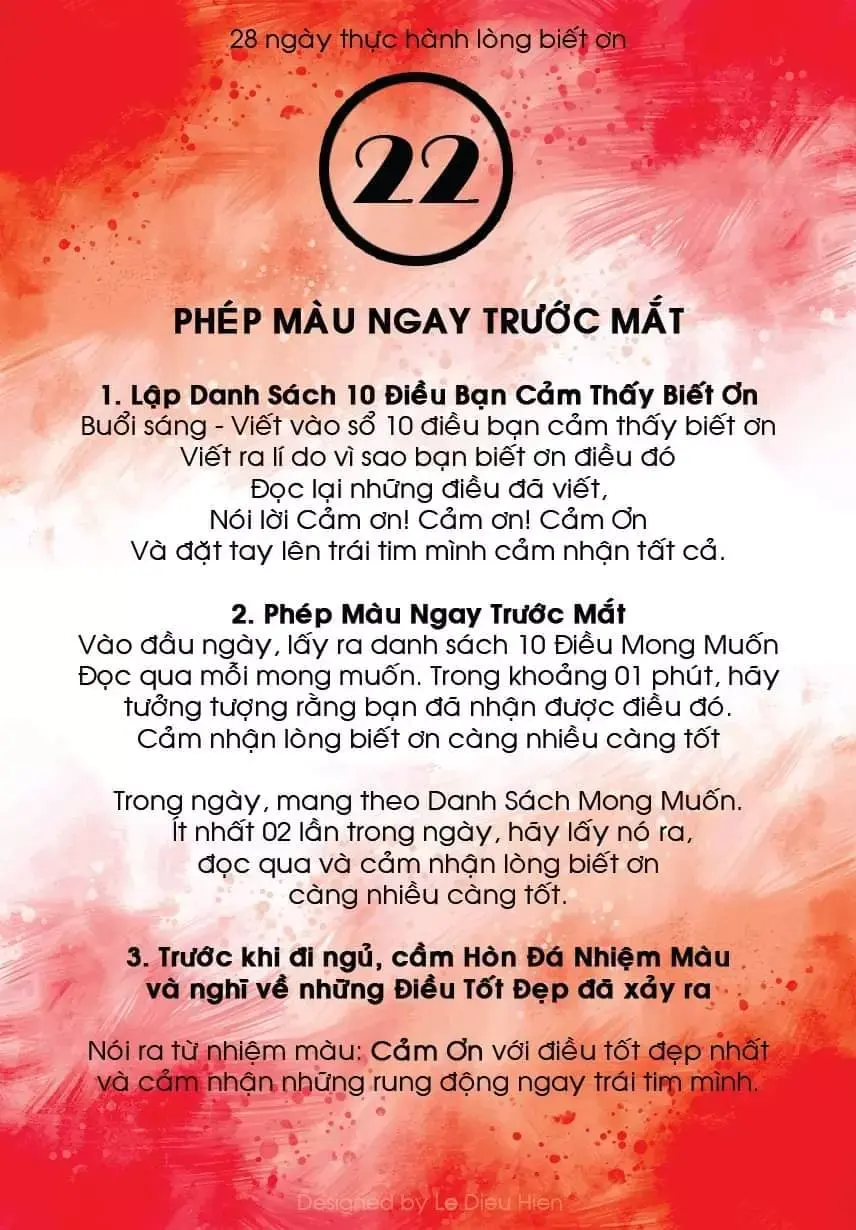 28 ngày thực hành lòng biết ơn
22
PHÉP MÀU NGAY TRƯỚC MẮT
1. Lập Danh Sách 10 Điều Bạn Cảm Thấy Biết Ơn
Buổi sáng - Viết vào sổ 10 điều bạn cảm thấy biết ơn
Viết ra lí do vì sao bạn biết ơn điều đó
Đọc lại những điều đã viết,
Nói lời Cảm ơn! Cảm ơn! Cảm Ơn
Và đặt tay lên trái tim mình cảm nhận tất cả.
2. Phép Màu Ngay Trước Mắt
Vào đầu ngày, lấy ra danh sách 10 Điều Mong Muốn
Đọc qua mỗi mong muốn. Trong khoảng 01 phút, hãy
tưởng tượng rằng bạn đã nhận được điều đó.
Cảm nhận lòng biết ơn càng nhiều càng tốt
Trong ngày, mang theo Danh Sách Mong Muốn.
Ít nhất 02 lần trong ngày, hãy lấy nó ra,
đọc qua và cảm nhận lòng biết ơn
càng nhiều càng tốt.
3. Trước khi đi ngủ, cầm Hòn Đá Nhiệm Màu
và nghĩ về những Điều Tốt Đẹp đã xảy ra
Nói ra từ nhiệm màu: Cảm Ơn với điều tốt đẹp nhất
và cảm nhận những rung động ngay trái tim mình.
Designed by Le Dieu Hien